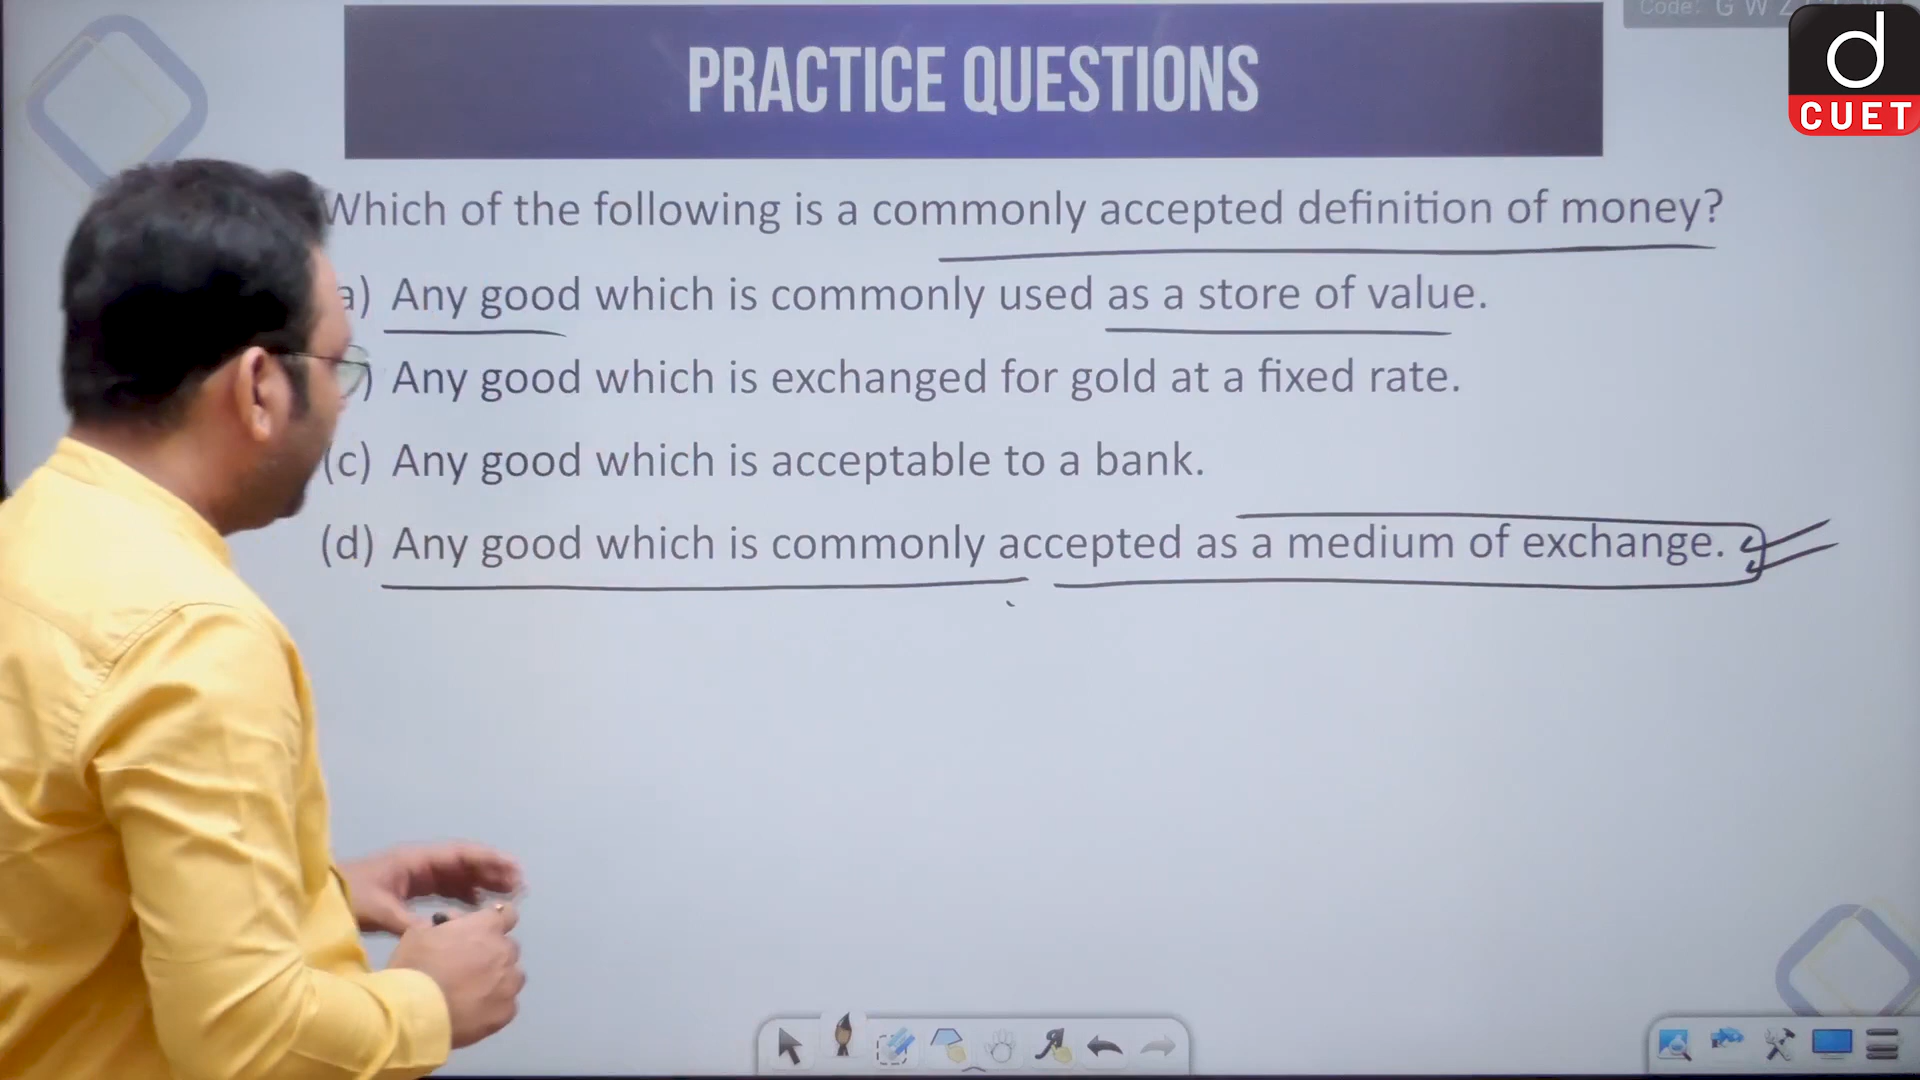 Code: G W Z
d
PRACTICE QUESTIONS
CUET
Which of the following is a commonly accepted definition of money?
a) Any good which is commonly used as a store of value.
) Any good which is exchanged for gold at a fixed rate.
(c) Any good which is acceptable to a bank.
(d) Any good which is commonly accepted as a medium of exchange.